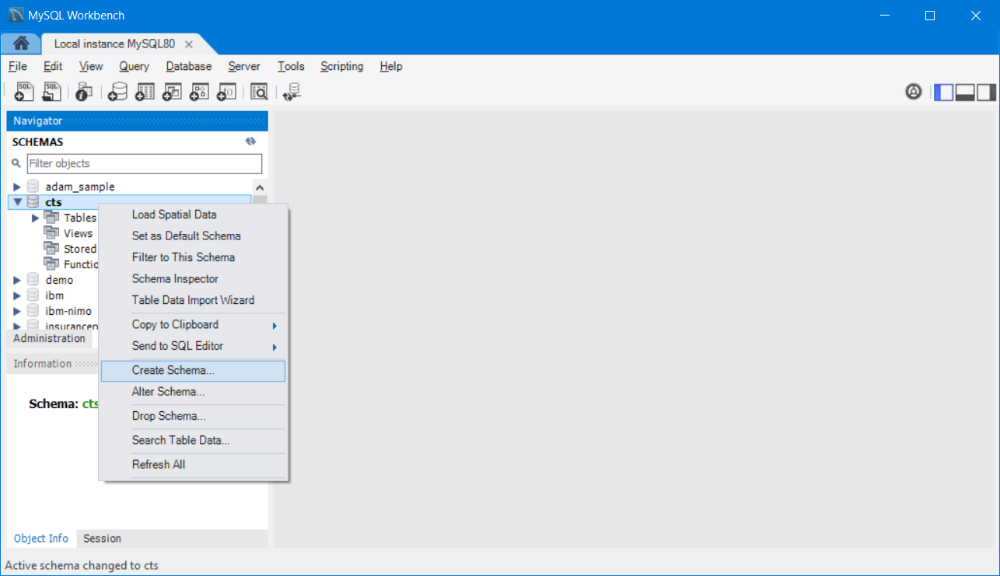 MySQL Workbench
Local instance MySQL80
File Edit View Query Database Server Tools Scripting Help
SQL SQL
Navigator
SCHEMAS
Filter objects
adam_sample
cts
Tables
Views
Stored
Functio
demo
ibm
ibm-nimo
insurancep
Administration
Information
Schema: cts
Load Spatial Data
Set as Default Schema
Filter to This Schema
Schema Inspector
Table Data Import Wizard
Copy to Clipboard
Send to SQL Editor
Create Schema...
Alter Schema...
Drop Schema...
Search Table Data...
Refresh All
Object Info Session
Active schema changed to cts